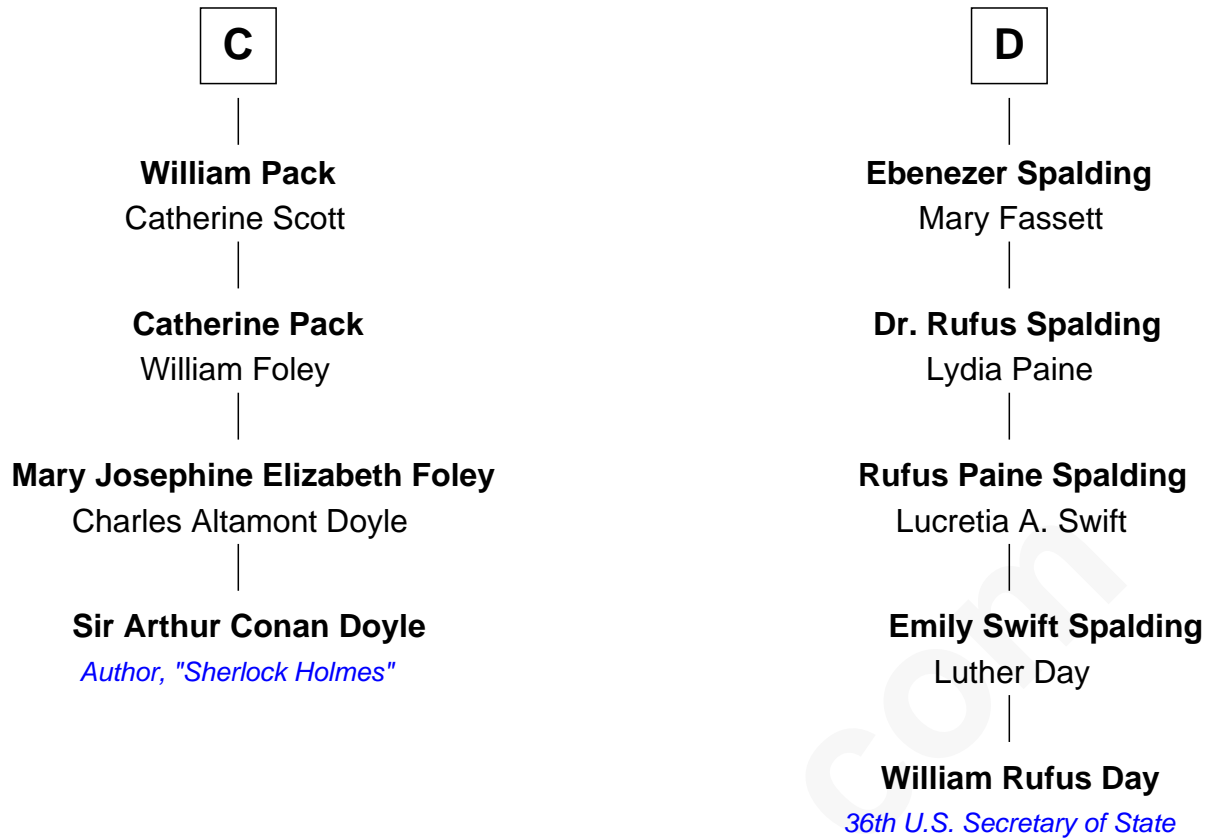 C
William Pack
Catherine Scott
Catherine Pack
William Foley
Mary Josephine Elizabeth Foley
Charles Altamont Doyle
Sir Arthur Conan Doyle
Author, "Sherlock Holmes"
D
Ebenezer Spalding
Mary Fassett
Dr. Rufus Spalding
Lydia Paine
Rufus Paine Spalding
Lucretia A. Swift
Emily Swift Spalding
Luther Day
William Rufus Day
36th U.S. Secretary of State
com